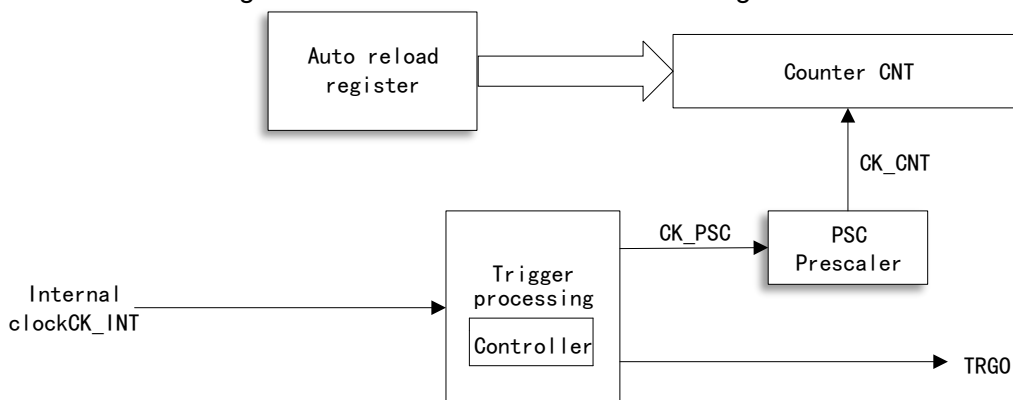 Auto reload
register
Counter CNT
CK_CNT
CK_PSC
PSC
Prescaler
Trigger
processing
Controller
Internal
clockCK_INT
TRGO